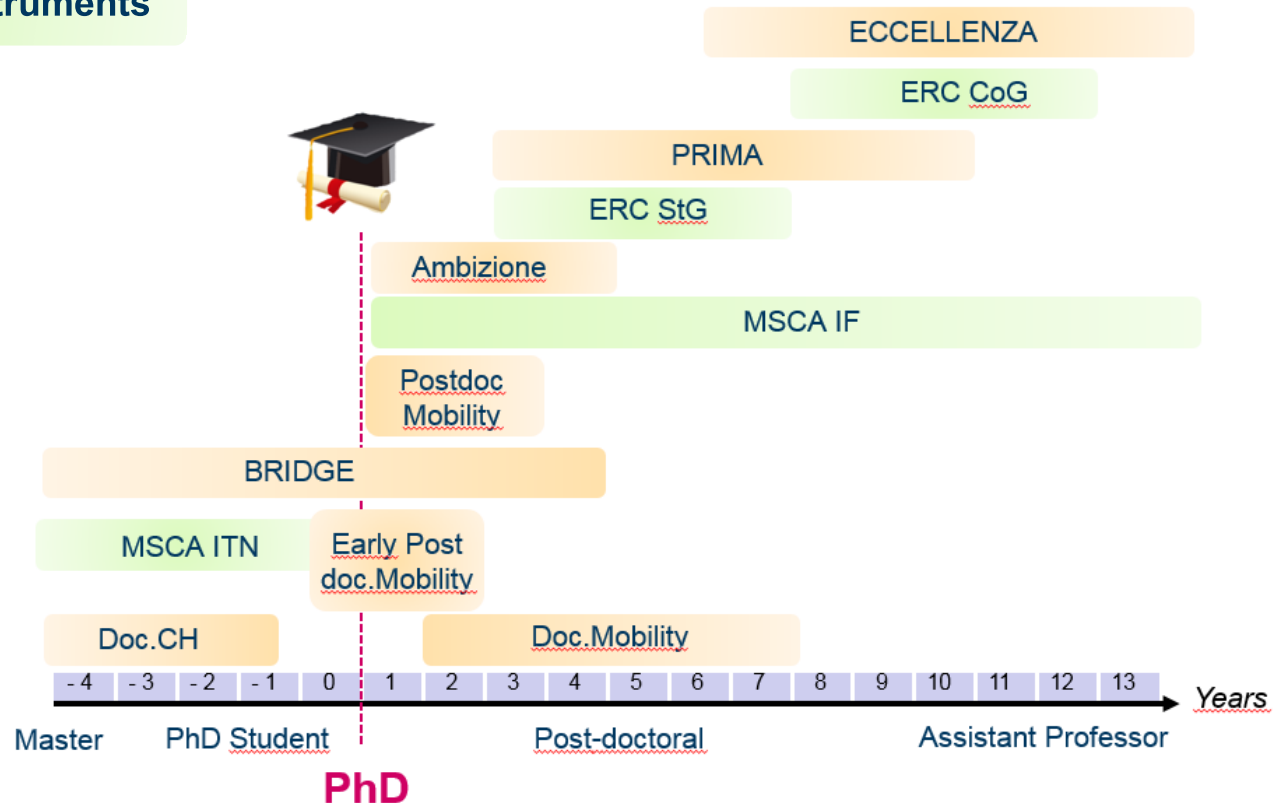 ECCELLENZA
ERC CoG
PRIMA
ERC StG
Ambizione
MSCA IF
Postdoc
Mobility
BRIDGE
MSCA ITN
Early Post
doc.Mobility
Doc.CH
Doc.Mobility
- 4 - 3 - 2 - 1 0 1 2 3 4 5 6 7 8 9 10 11 12 13
Years
Master PhD Student Post-doctoral Assistant Professor
PhD